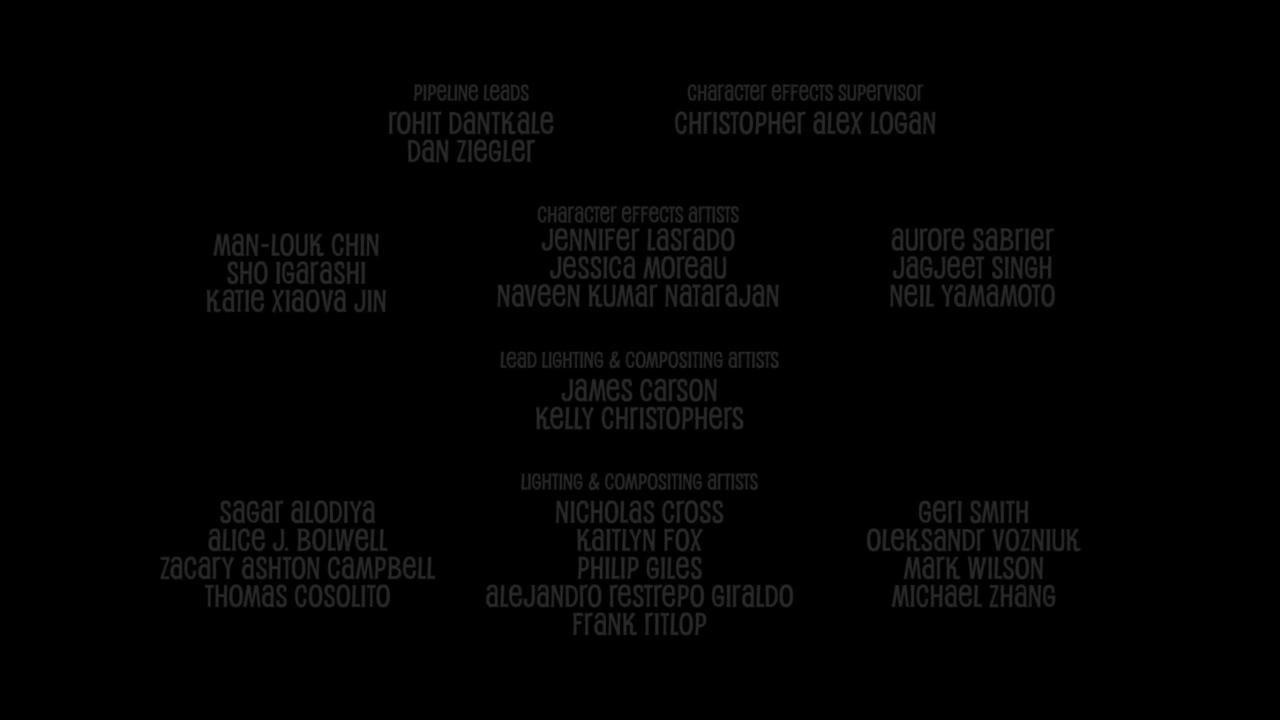 PIPELINE LEADS
ROHIT DANTKALE
DAN ZIEGLER
CHARACTER EFFECTS SUPERVISOR
CHRISTOPHER ALEX LOGAN
CHARACTER EFFECTS ARTISTS
MAN-LOUK CHIN
SHO IGARASHI
KATIE XIAOVA JIN
JENNIFER LASRADO
JESSICA MOREAU
NAVEEN KUMAR NATARAJAN
AURORE SABRIER
JAGJEET SINGH
NEIL YAMAMOTO
LEAD LIGHTING & COMPOSITING ARTISTS
JAMES CARSON
KELLY CHRISTOPHERS
LIGHTING & COMPOSITING ARTISTS
SAGAR ALODIYA
ALICE J. BOLWELL
ZACARY ASHTON CAMPBELL
THOMAS COSOLITO
NICHOLAS CROSS
KAITLYN FOX
PHILIP GILES
ALEJANDRO RESTREPO GIRALDO
FRANK RITLOP
GERI SMITH
OLEKSANDR VOZNIUK
MARK WILSON
MICHAEL ZHANG